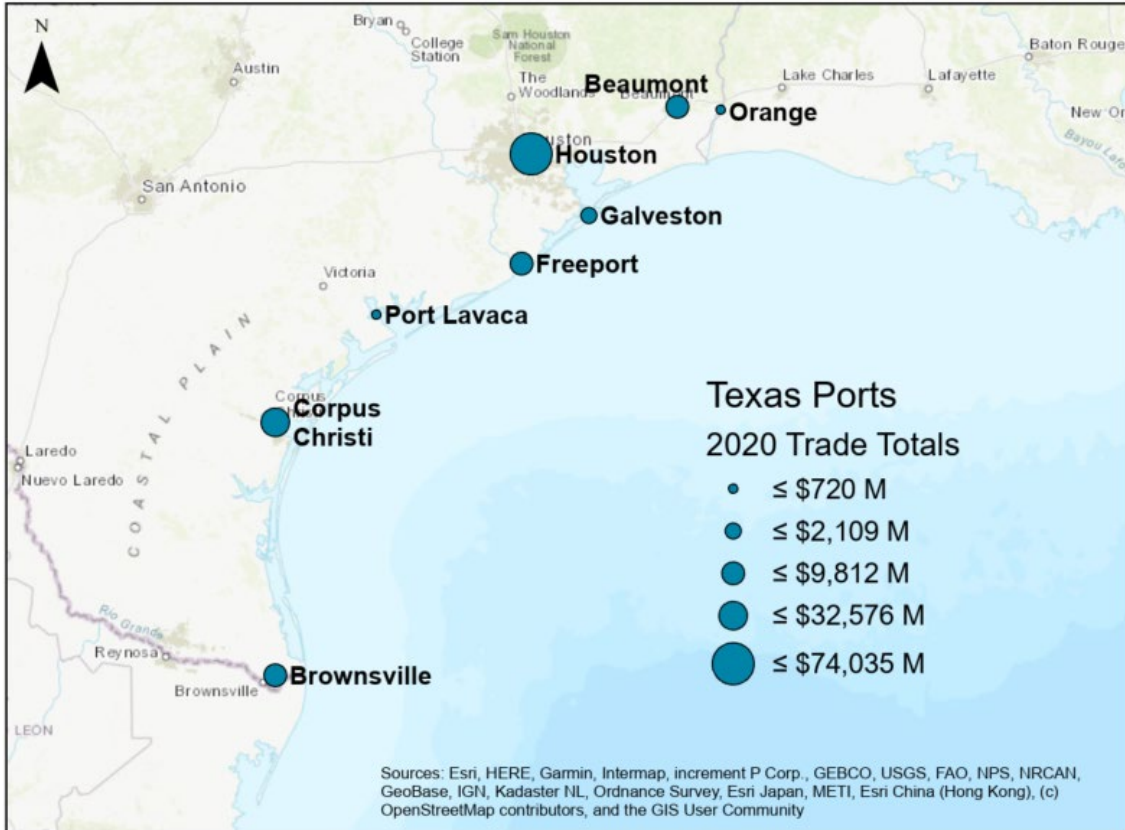 N
Bryan
College
Station
Sam Houston
National
Forest
Austin
The
Woodlands
Beaumont
Orange
Lake Charles
Lafayette
Baton Rouge
Houston
San Antonio
Galveston
Freeport
Victoria
Port Lavaca
COASTAL PLAIN
Corpus
Christi
Laredo
Nuevo Laredo
Rio Grande
Reynosa
Brownsville
Brownsville
LEON
Texas Ports
2020 Trade Totals
≤ $720 M
≤ $2,109 M
≤ $9,812 M
≤ $32,576 M
≤ $74,035 M
Sources: Esri, HERE, Garmin, Intermap, increment P Corp., GEBCO, USGS, FAO, NPS, NRCAN,
GeoBase, IGN, Kadaster NL, Ordnance Survey, Esri Japan, METI, Esri China (Hong Kong), (c)
OpenStreetMap contributors, and the GIS User Community